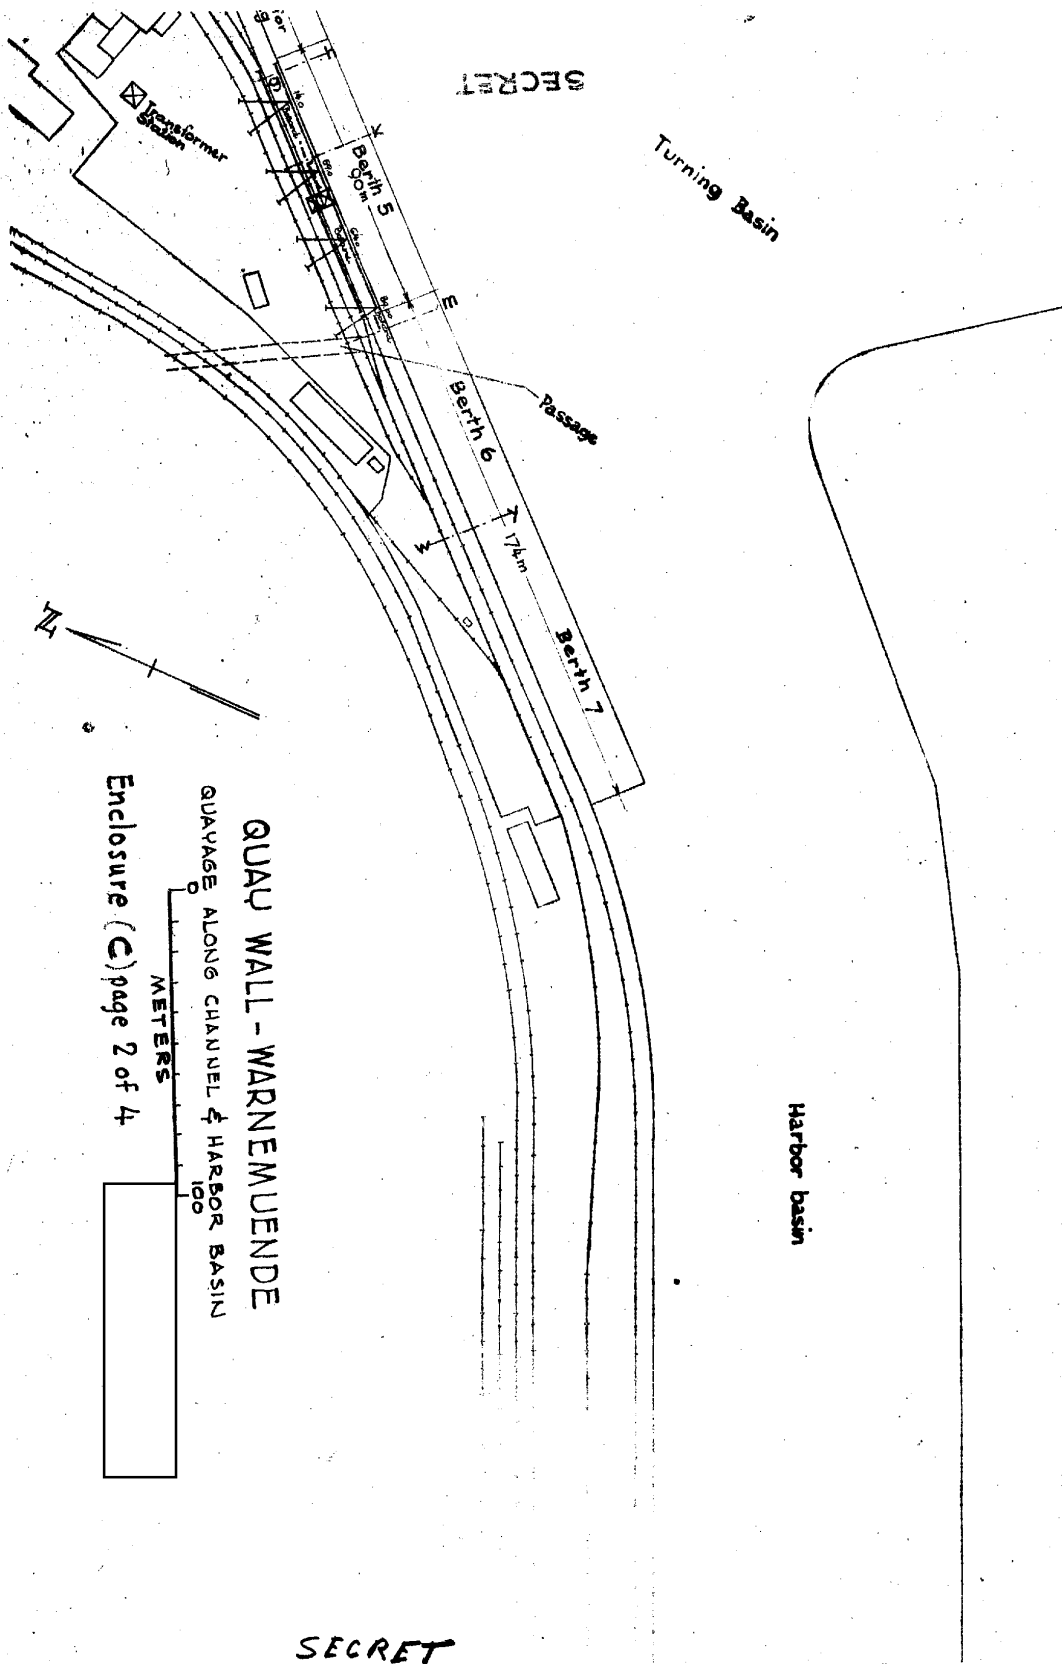 SECRET
Turning Basin
Transformer
Station
Berth 5
90m
K
m
Passage
Berth 6
W
174m
Berth 7
N
Harbor basin
QUAY WALL - WARNEMUENDE
QUAYAGE ALONG CHANNEL & HARBOR BASIN
0
100
METERS
Enclosure (C) page 2 of 4
SECRET